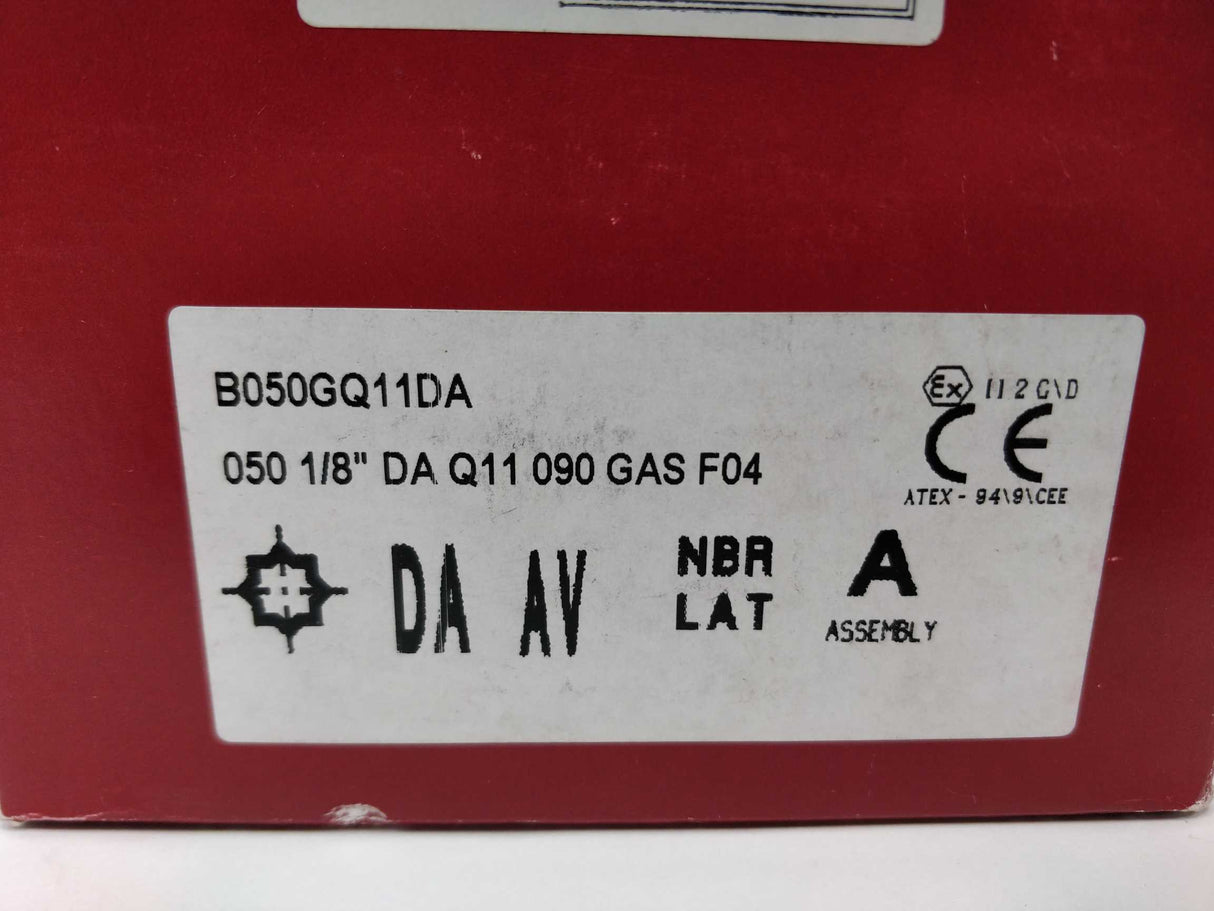 B050GQ11DA
Ex II 2 G\D
CE
050 1/8" DA Q11 090 GAS F04
ATEX - 94\9\CEE
DA AV NBR LAT A
ASSEMBLY